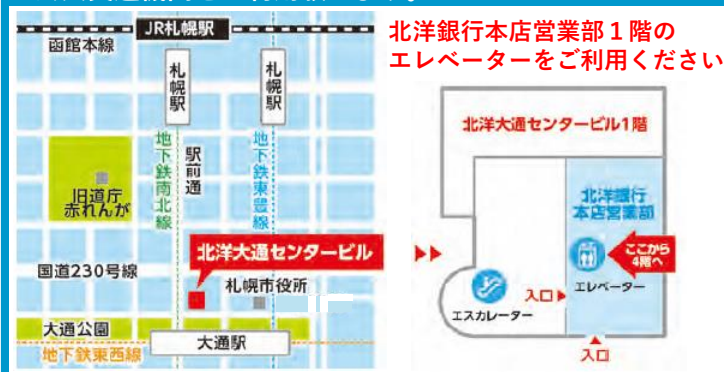 北洋銀行本店営業部1階の
エレベーターをご利用ください
JR札幌駅
函館本線
札幌駅
札幌駅
地下鉄南北線
駅前通
地下鉄東豊線
旧道庁
赤れんが
北洋大通センタービル
国道230号線
札幌市役所
大通公園
大通駅
地下鉄東西線
北洋大通センタービル1階
北洋銀行
本店営業部
ここから
4階へ
エレベーター
エスカレーター
入口
入口